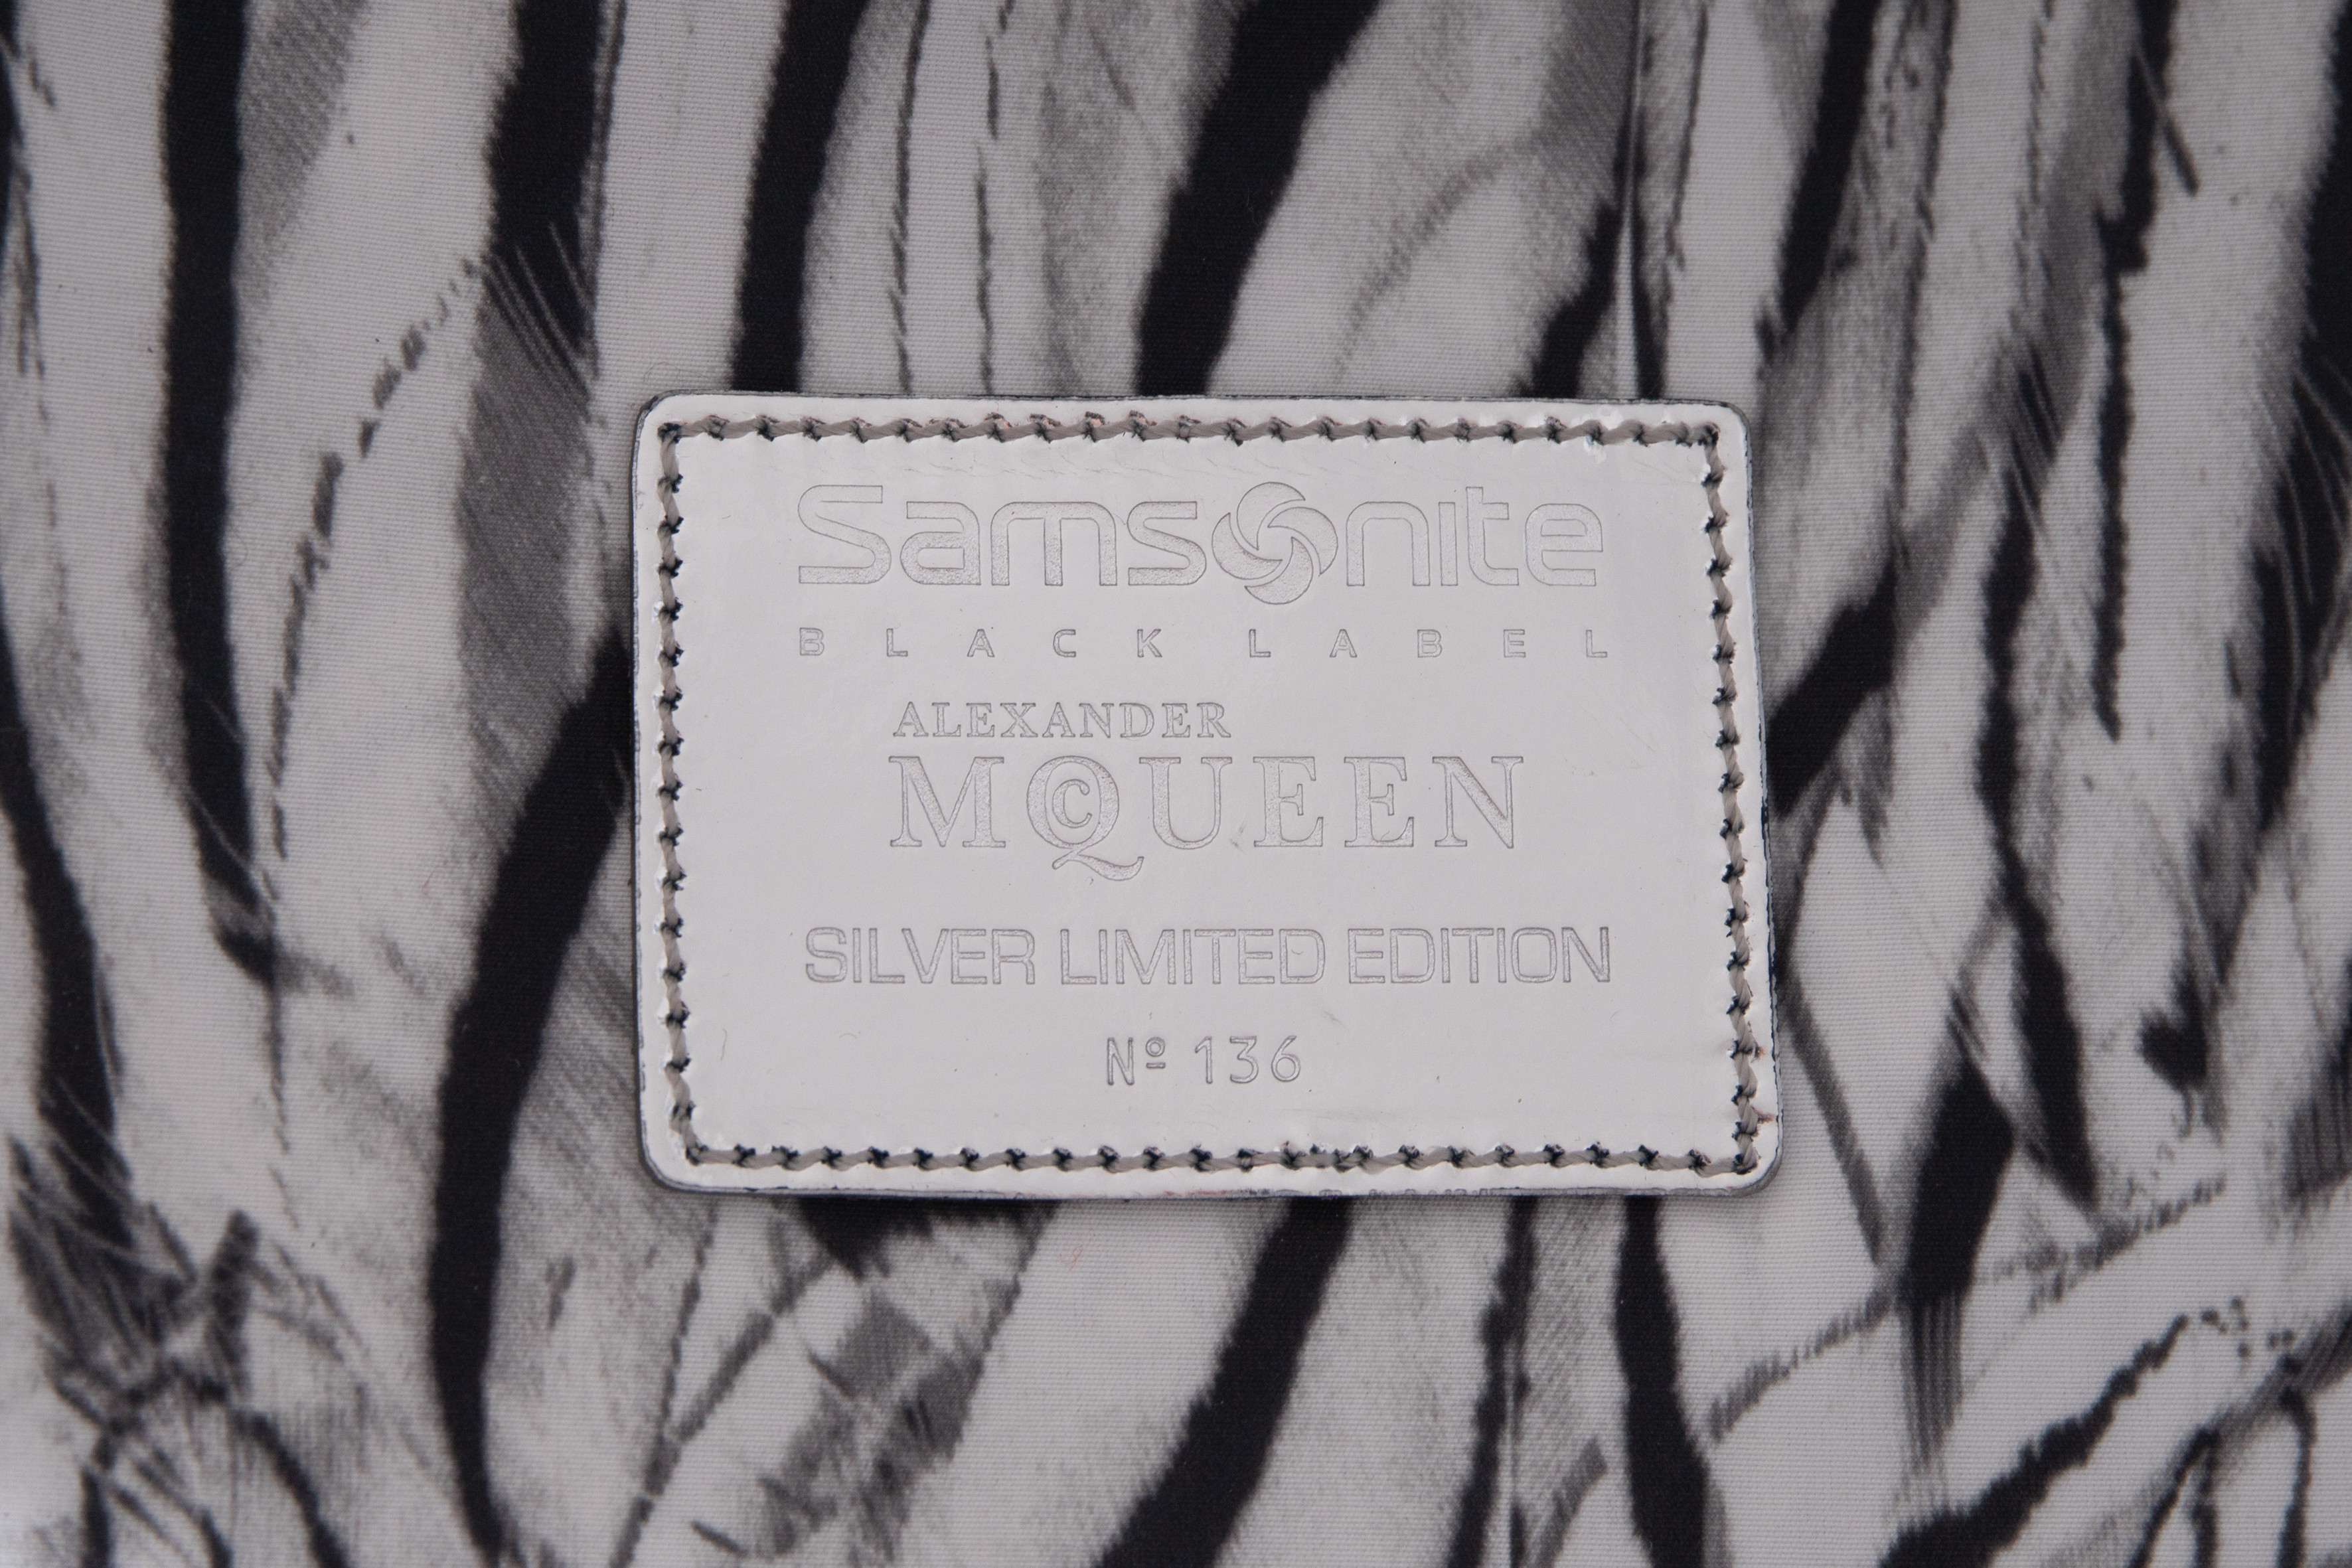 Samsonite
BLACK LABEL
ALEXANDER
McQUEEN
SILVER LIMITED EDITION
Nº 136